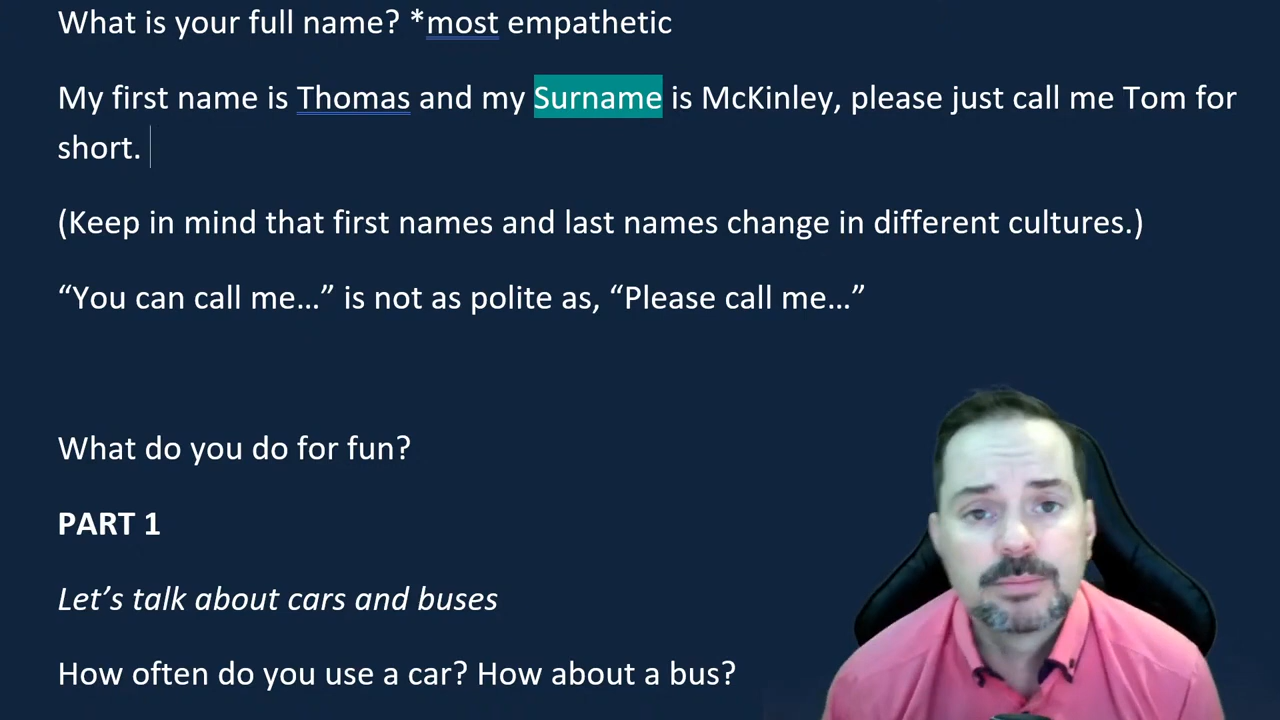 What is your full name? *most empathetic
My first name is Thomas and my Surname is McKinley, please just call me Tom for
short.
(Keep in mind that first names and last names change in different cultures.)
“You can call me…” is not as polite as, “Please call me…”
What do you do for fun?
PART 1
Let’s talk about cars and buses
How often do you use a car? How about a bus?